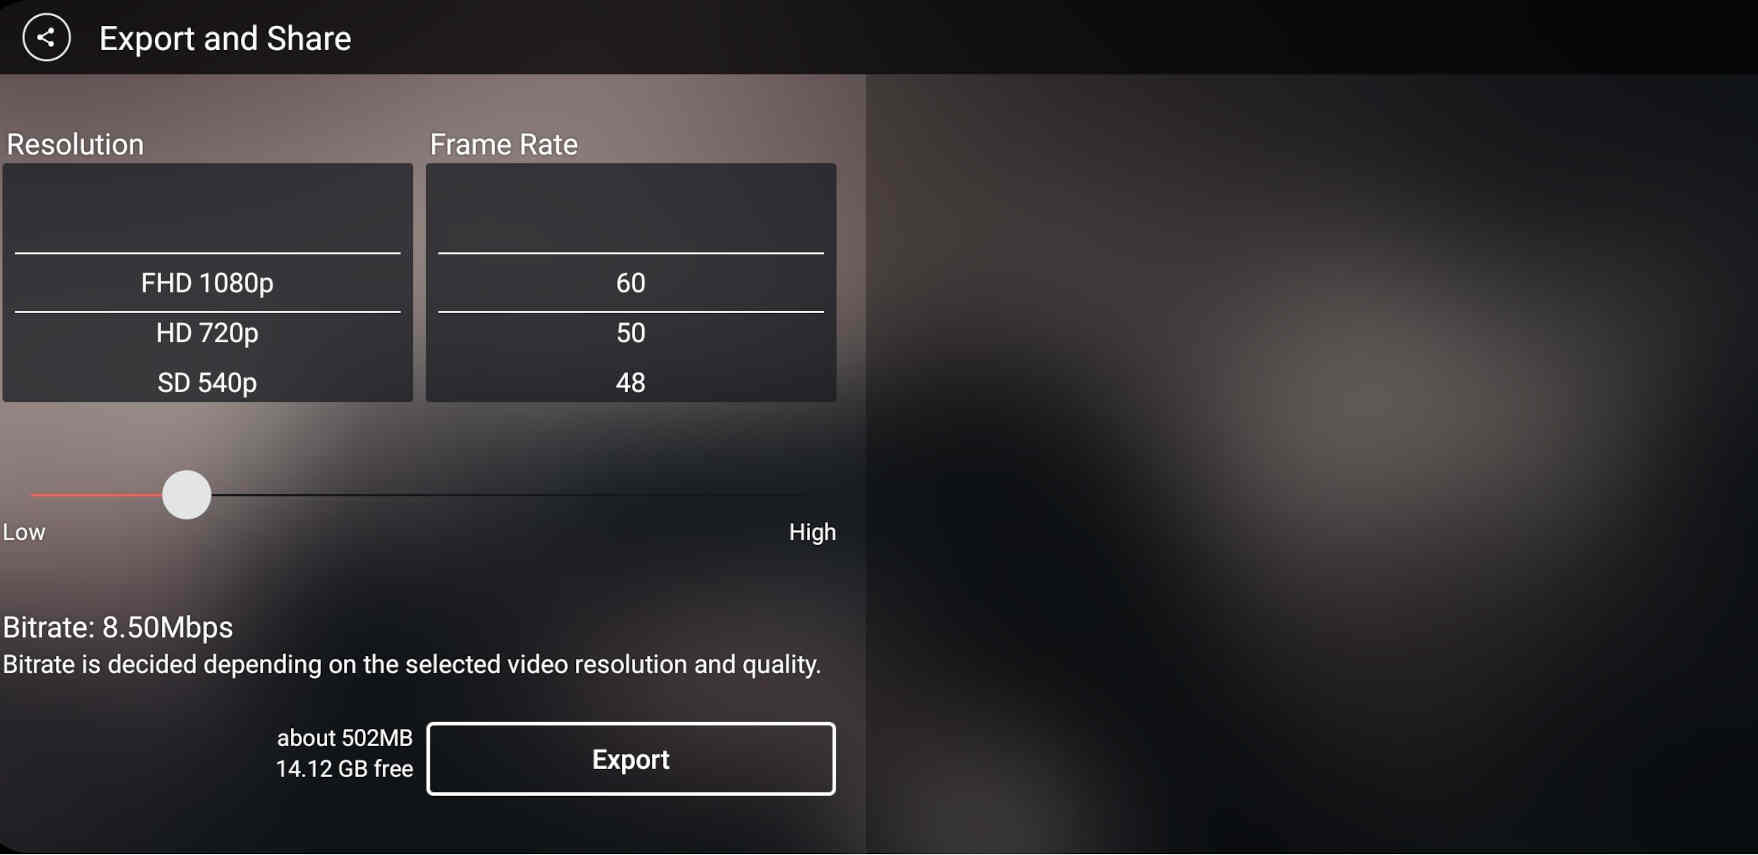 Export and Share
Resolution
Frame Rate
FHD 1080p
60
HD 720p
50
SD 540p
48
Low
High
Bitrate: 8.50Mbps
Bitrate is decided depending on the selected video resolution and quality.
about 502MB
14.12 GB free
Export